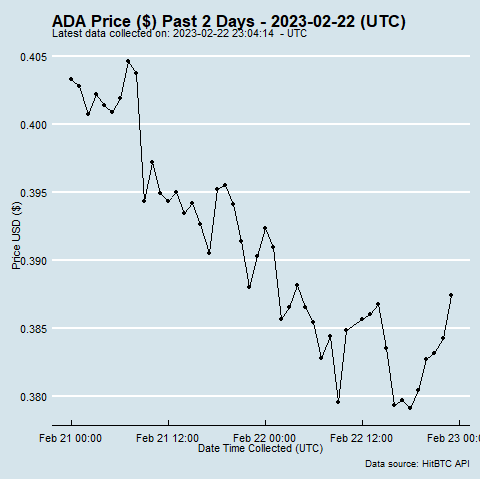 ADA Price ($) Past 2 Days - 2023-02-22 (UTC)
Latest data collected on: 2023-02-22 23:04:14 - UTC
0.405
0.400
0.395
0.390
0.385
0.380
Price USD ($)
Feb 21 00:00
Feb 21 12:00
Feb 22 00:00
Feb 22 12:00
Feb 23 00:0
Date Time Collected (UTC)
Data source: HitBTC API